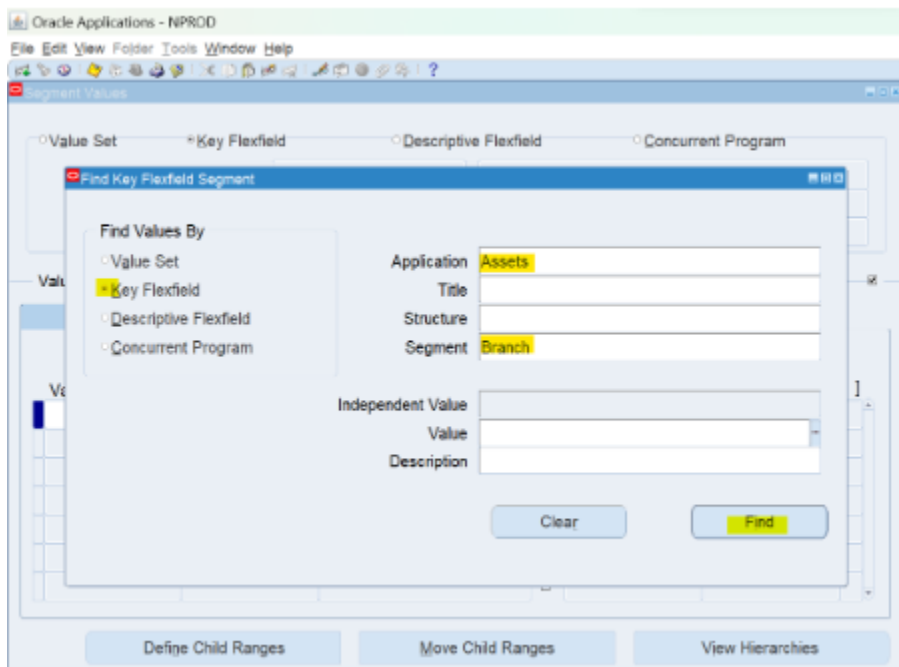 Oracle Applications - NPROD
File Edit View Folder Tools Window Help
Segment Values
Value Set Key Flexfield Descriptive Flexfield Concurrent Program
Find Key Flexfield Segment
Find Values By
Value Set
Key Flexfield
Descriptive Flexfield
Concurrent Program
Application Assets
Title
Structure
Segment Branch
Independent Value
Value
Description
Clear Find
Valu
Va
]
Define Child Ranges Move Child Ranges View Hierarchies